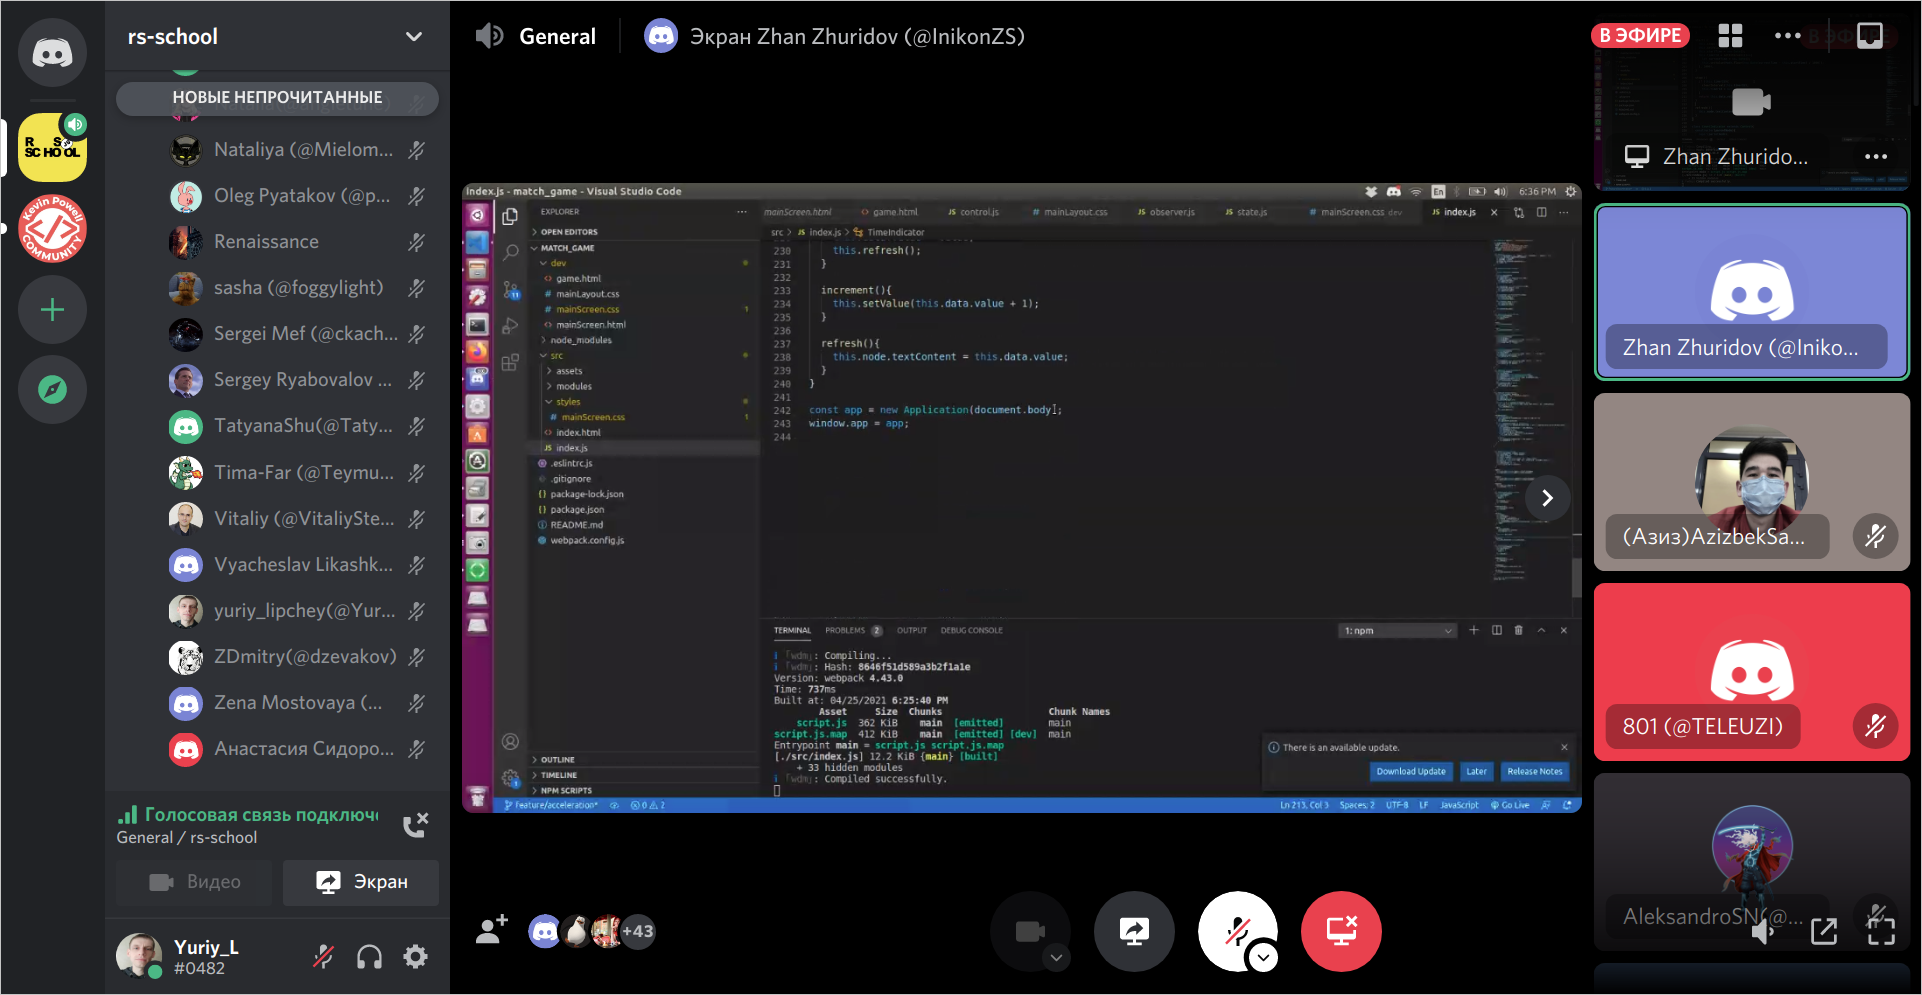 rs-school
НОВЫЕ НЕПРОЧИТАННЫЕ
Nataliya (@Mielom...
Oleg Pyatakov (@p...
Renaissance
sasha (@foggylight)
Sergei Mef (@ckach...
Sergey Ryabovalov ...
TatyanaShu(@Taty...
Tima-Far (@Teymu...
Vitaliy (@VitaliySte...
Vyacheslav Likashk...
yuriy_lipchey(@Yur...
ZDmitry(@dzevakov)
Zena Mostovaya (...
Анастасия Сидоро...
Голосовая связь подключе
General / rs-school
Видео
Экран
Yuriy_L
#0482
R S
SCHOOL
Kevin Powell
COMMUNITY
General
Экран Zhan Zhuridov (@InikonZS)
В ЭФИРЕ
index.js - match_game - Visual Studio Code
En
6:36 PM
EXPLORER
OPEN EDITORS
MATCH_GAME
dev
game.html
# mainLayout.css
# mainScreen.css 1
mainScreen.html
node_modules
src
assets
modules
styles
# mainScreen.css 1
index.html
JS index.js
.eslintrc.js
.gitignore
{} package-lock.json
{} package.json
README.md
webpack.config.js
OUTLINE
TIMELINE
NPM SCRIPTS
mainScreen.html
game.html
JS control.js
# mainLayout.css
JS observer.js
JS state.js
# mainScreen.css dev
JS index.js
src > JS index.js > TimeIndicator
230 this.refresh();
231 }
232
233 increment(){
234 this.setValue(this.data.value + 1);
235 }
236
237 refresh(){
238 this.node.textContent = this.data.value;
239 }
240 }
241
242 const app = new Application(document.body);
243 window.app = app;
244
TERMINAL PROBLEMS 2 OUTPUT DEBUG CONSOLE
1: npm
i ｢wdm｣: Compiling...
i ｢wdm｣: Hash: 8646f51d589a3b2f1a1e
Version: webpack 4.43.0
Time: 737ms
Built at: 04/25/2021 6:25:40 PM
Asset Size Chunks Chunk Names
script.js 362 KiB main [emitted] main
script.js.map 412 KiB main [emitted] [dev] main
Entrypoint main = script.js script.js.map
[./src/index.js] 12.2 KiB {main} [built]
+ 33 hidden modules
i ｢wdm｣: Compiled successfully.
There is an available update.
Download Update
Later
Release Notes
Feature/acceleration*
0 2
Ln 213, Col 3 Spaces: 2 UTF-8 LF JavaScript Go Live
+43
Zhan Zhurido...
Zhan Zhuridov (@Iniko...
(Азиз)AzizbekSa...
801 (@TELEUZI)
AleksandroSN(@...